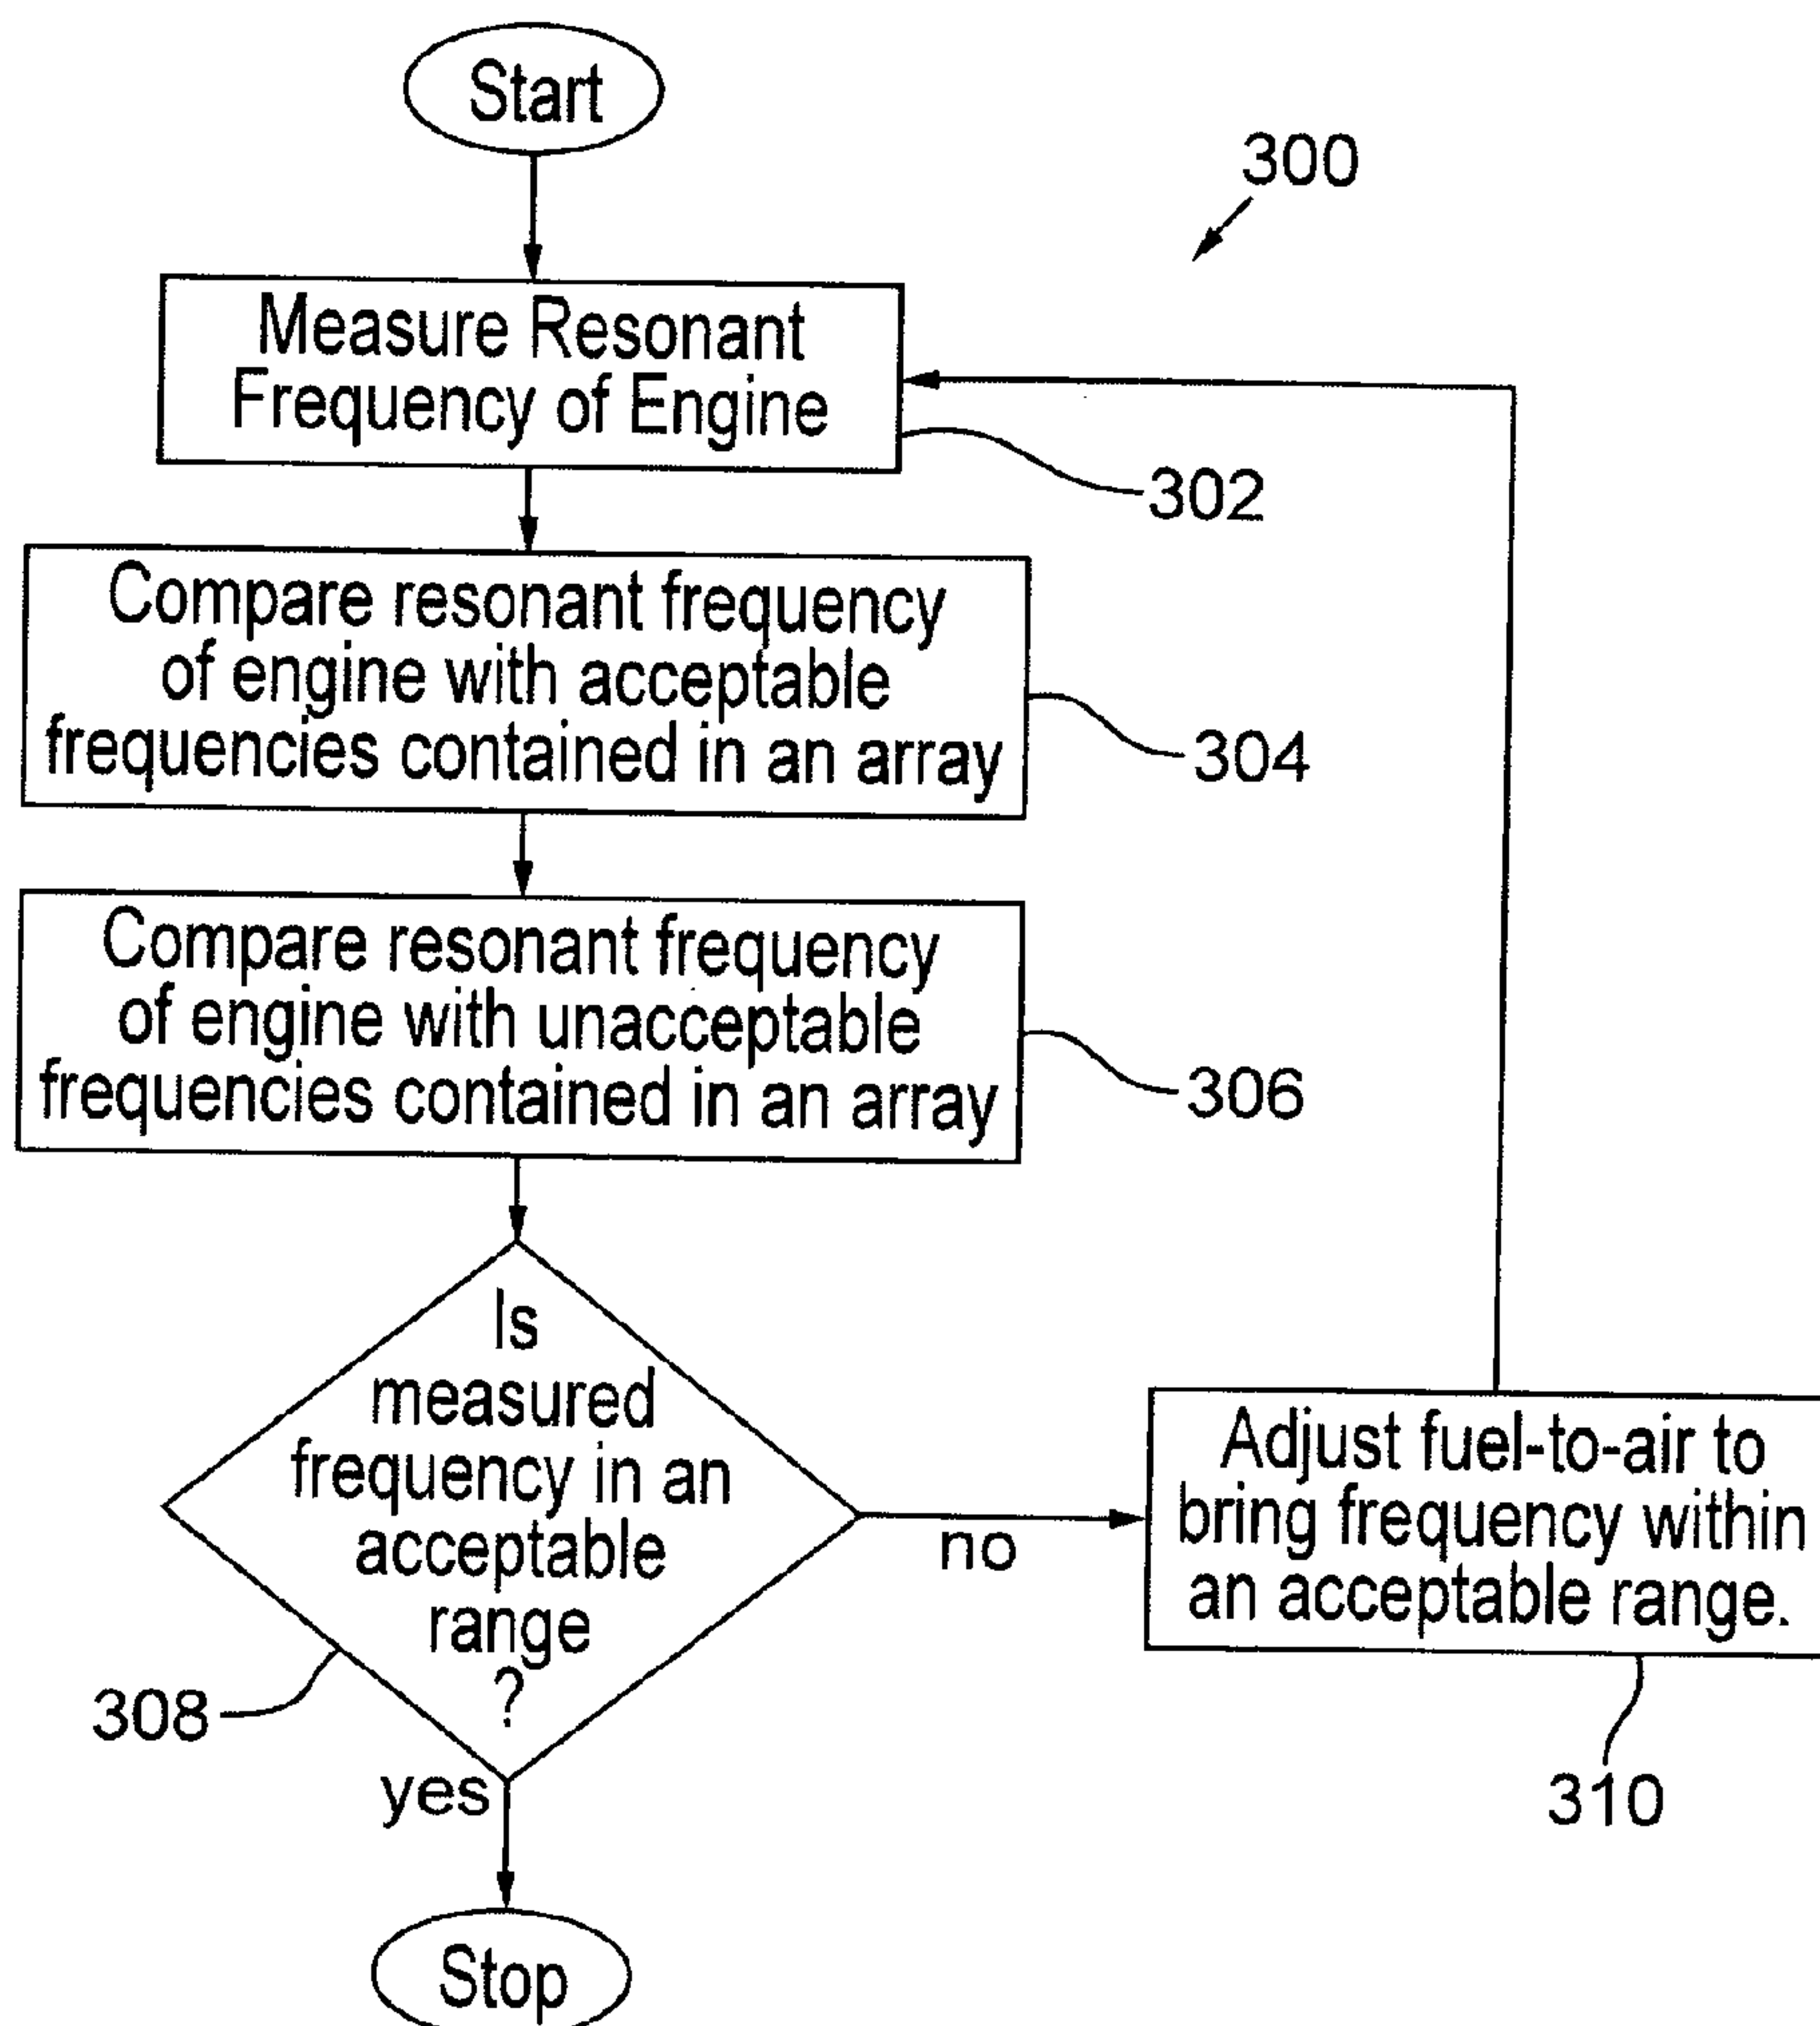 Start
300
Measure Resonant
Frequency of Engine
302
Compare resonant frequency
of engine with acceptable
frequencies contained in an array
304
Compare resonant frequency
of engine with unacceptable
frequencies contained in an array
306
Is
measured
frequency in an
acceptable
range
?
308
no
Adjust fuel-to-air to
bring frequency within
an acceptable range.
310
yes
Stop